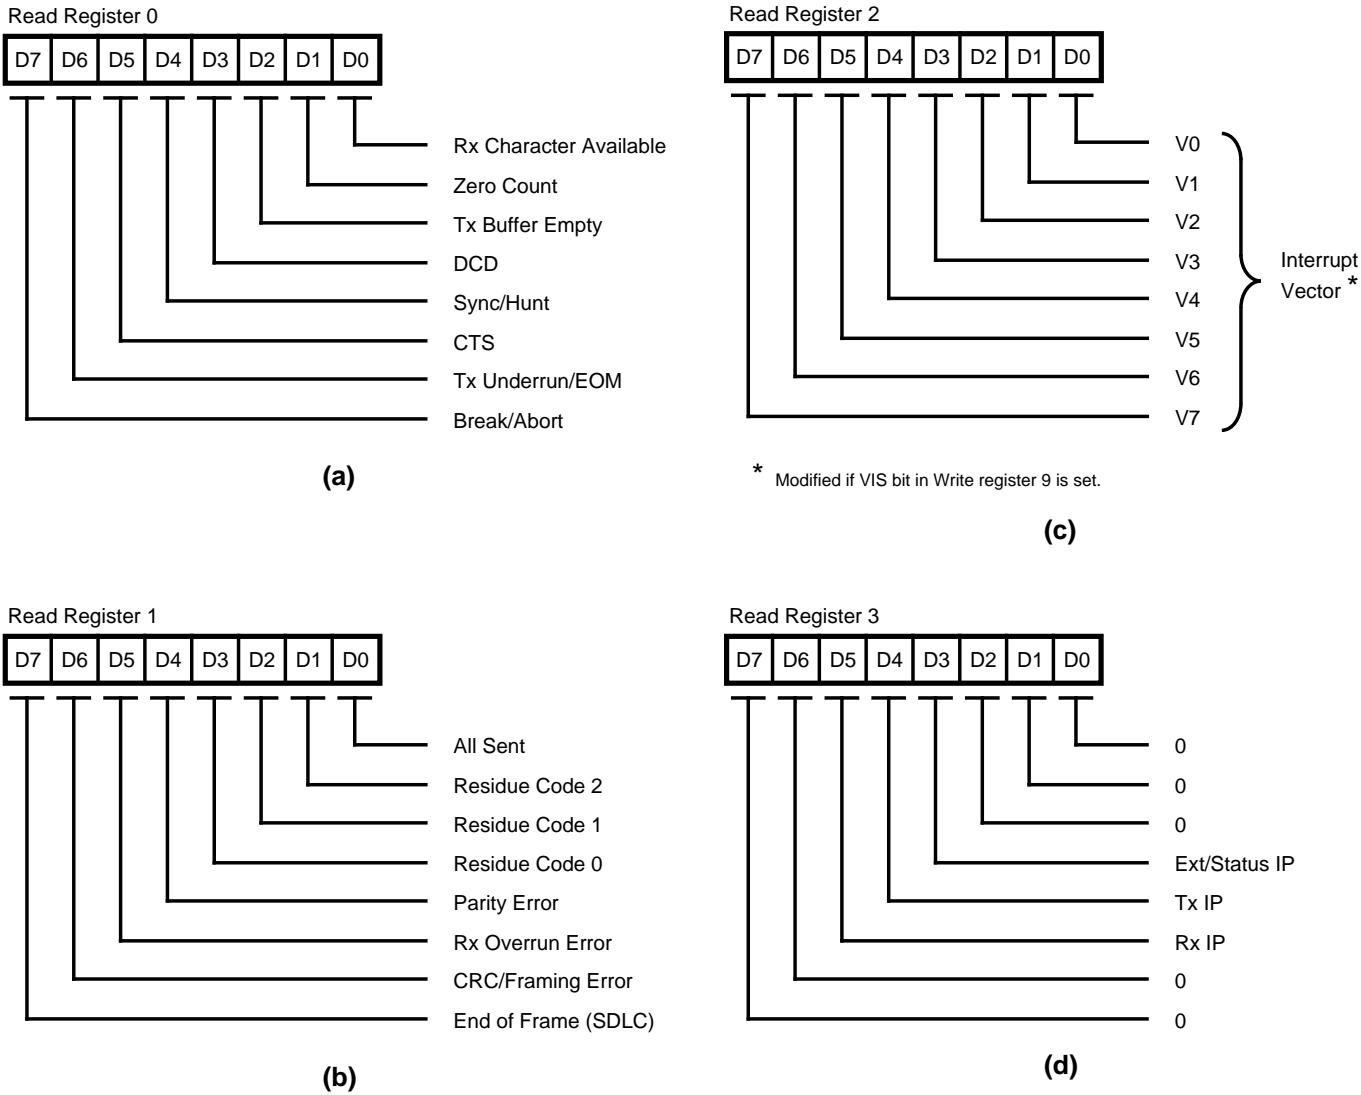 Read Register 0
D7 D6 D5 D4 D3 D2 D1 D0
Rx Character Available
Zero Count
Tx Buffer Empty
DCD
Sync/Hunt
CTS
Tx Underrun/EOM
Break/Abort
(a)
Read Register 2
D7 D6 D5 D4 D3 D2 D1 D0
V0
V1
V2
V3
V4
V5
V6
V7
Interrupt
Vector *
* Modified if VIS bit in Write register 9 is set.
(c)
Read Register 1
D7 D6 D5 D4 D3 D2 D1 D0
All Sent
Residue Code 2
Residue Code 1
Residue Code 0
Parity Error
Rx Overrun Error
CRC/Framing Error
End of Frame (SDLC)
(b)
Read Register 3
D7 D6 D5 D4 D3 D2 D1 D0
0
0
0
Ext/Status IP
Tx IP
Rx IP
0
0
(d)